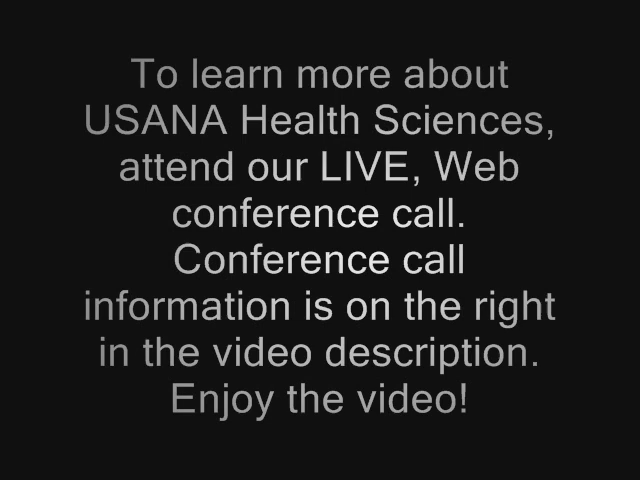 To learn more about
USANA Health Sciences,
attend our LIVE, Web
conference call.
Conference call
information is on the right
in the video description.
Enjoy the video!